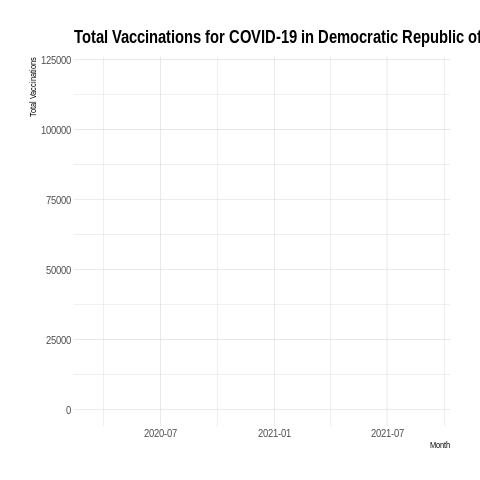 Total Vaccinations for COVID-19 in Democratic Republic of
Total Vaccinations
125000
100000
75000
50000
25000
0
2020-07 2021-01 2021-07
Month